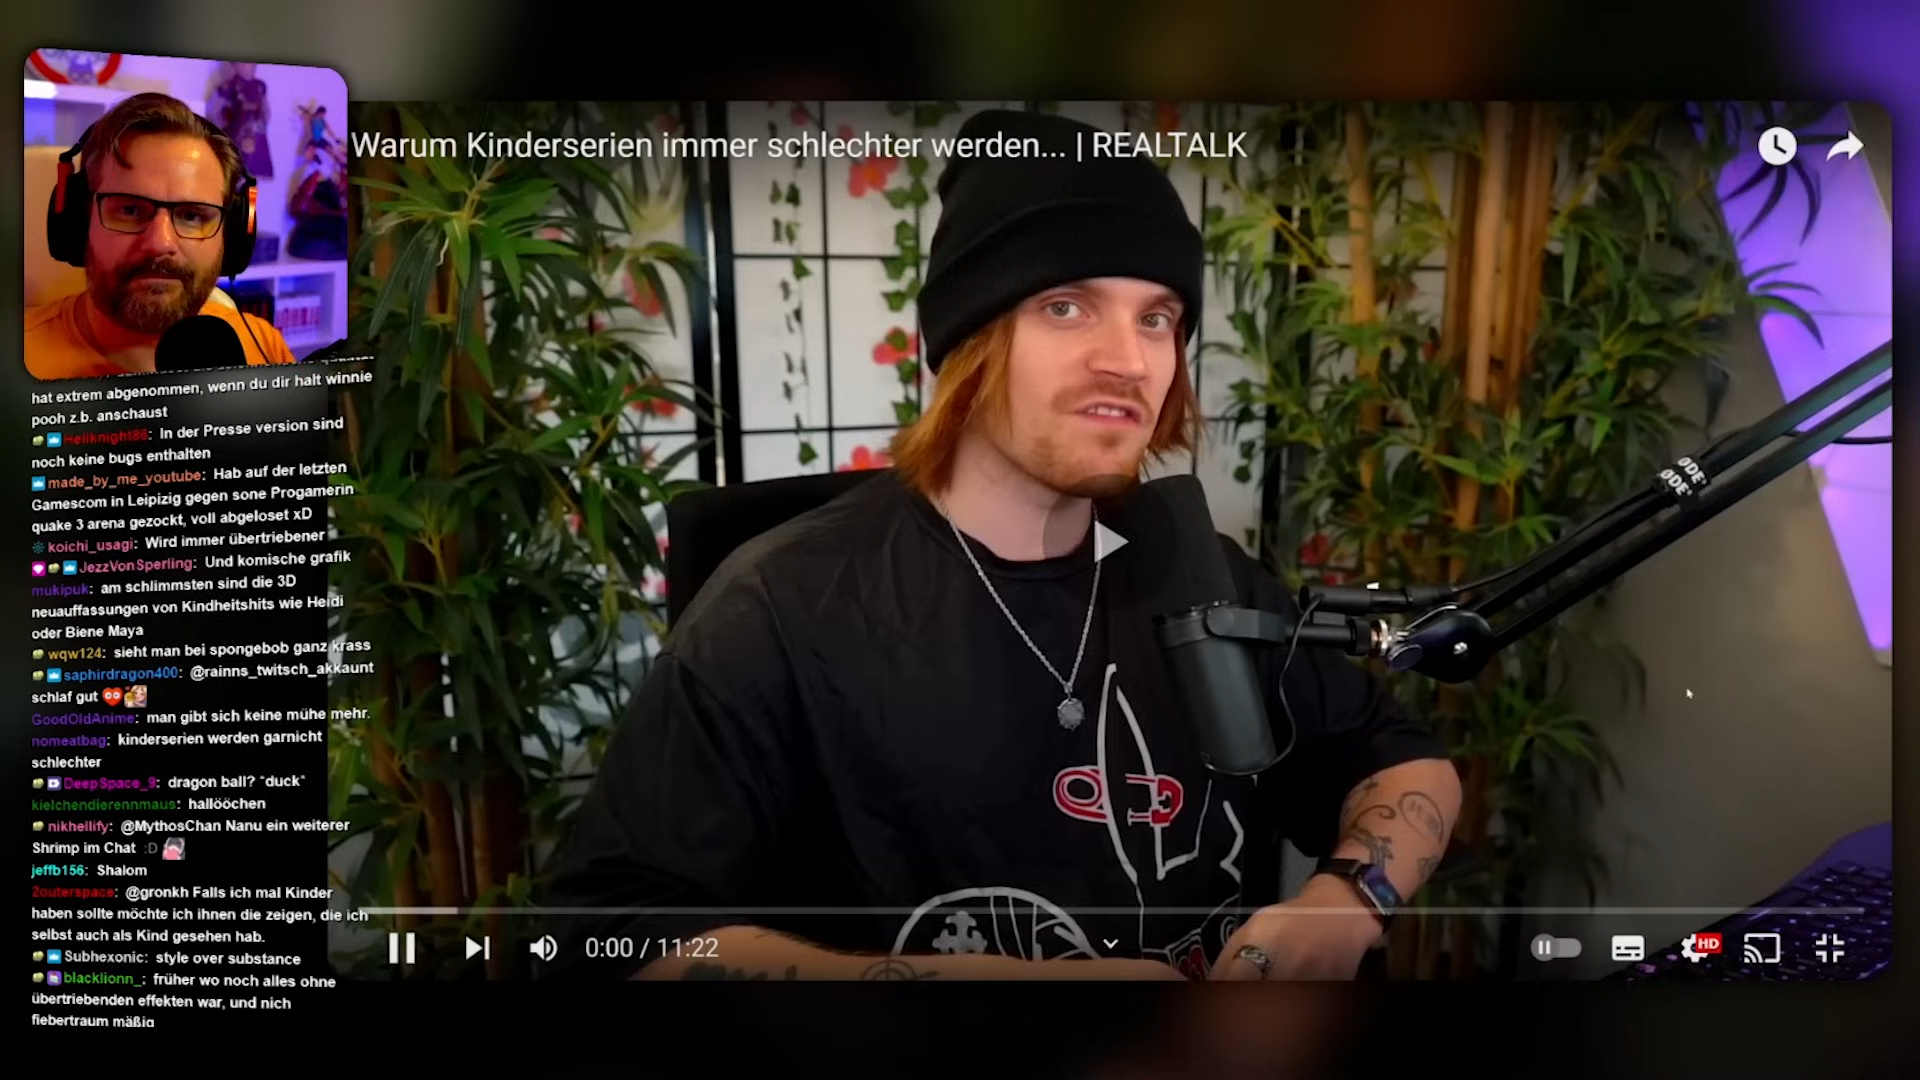 Warum Kinderserien immer schlechter werden... | REALTALK
hat extrem abgenommen, wenn du dir halt winnie
pooh z.b. anschaust
Hellknight86: In der Presse version sind
noch keine bugs enthalten
made_by_me_youtube: Hab auf der letzten
Gamescom in Leipizig gegen sone Progamerin
quake 3 arena gezockt, voll abgeloset xD
koichi_usagi: Wird immer übertriebener
JezzVonSperling: Und komische grafik
mukipuk: am schlimmsten sind die 3D
neuauffassungen von Kindheitshits wie Heidi
oder Biene Maya
wqw124: sieht man bei spongebob ganz krass
saphirdragon400: @rainns_twitsch_akkaunt
schlaf gut
GoodOldAnime: man gibt sich keine mühe mehr.
nomeatbag: kinderserien werden garnicht
schlechter
DeepSpace_9: dragon ball? *duck*
kielchendierennmaus: hallööchen
nikhellify: @MythosChan Nanu ein weiterer
Shrimp im Chat :D
jeffb156: Shalom
2outerspace: @gronkh Falls ich mal Kinder
haben sollte möchte ich ihnen die zeigen, die ich
selbst auch als Kind gesehen hab.
Subhexonic: style over substance
blacklionn_: früher wo noch alles ohne
übertriebenden effekten war, und nich
fiebertraum mäßig
0:00 / 11:22
HD